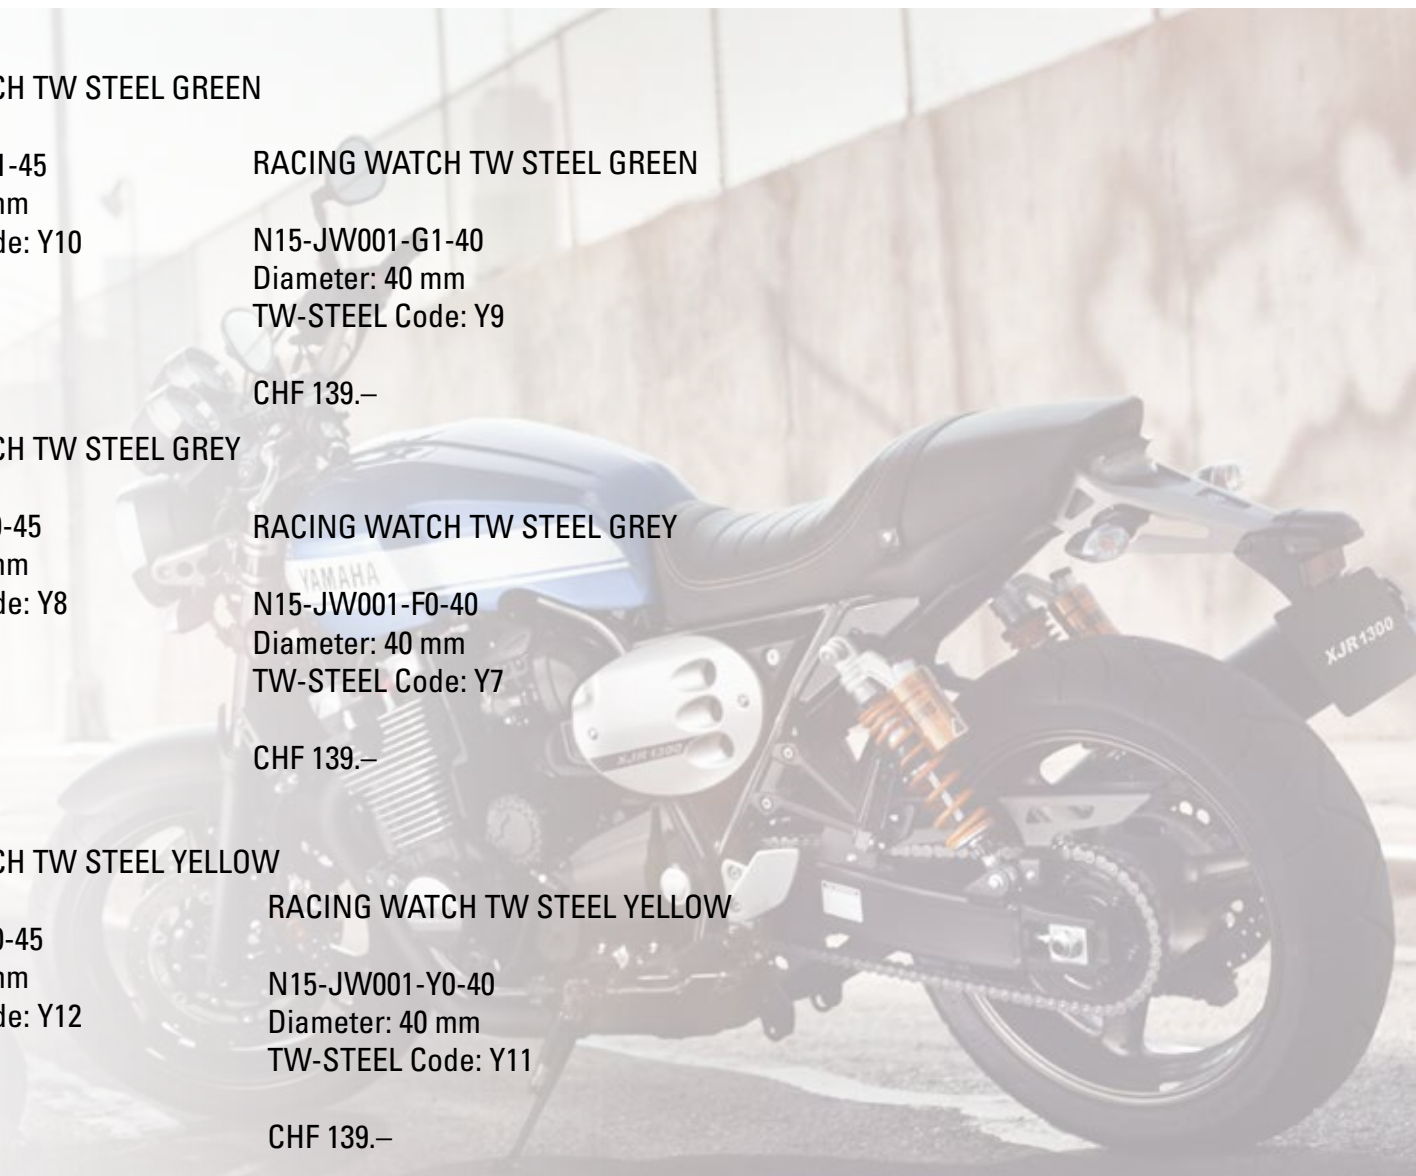 CH TW STEEL GREEN
1-45
mm
de: Y10
RACING WATCH TW STEEL GREEN
N15-JW001-G1-40
Diameter: 40 mm
TW-STEEL Code: Y9
CHF 139.–
CH TW STEEL GREY
0-45
mm
de: Y8
RACING WATCH TW STEEL GREY
N15-JW001-F0-40
Diameter: 40 mm
TW-STEEL Code: Y7
CHF 139.–
CH TW STEEL YELLOW
0-45
mm
de: Y12
RACING WATCH TW STEEL YELLOW
N15-JW001-Y0-40
Diameter: 40 mm
TW-STEEL Code: Y11
CHF 139.–
YAMAHA
XJR1300
XJR1300